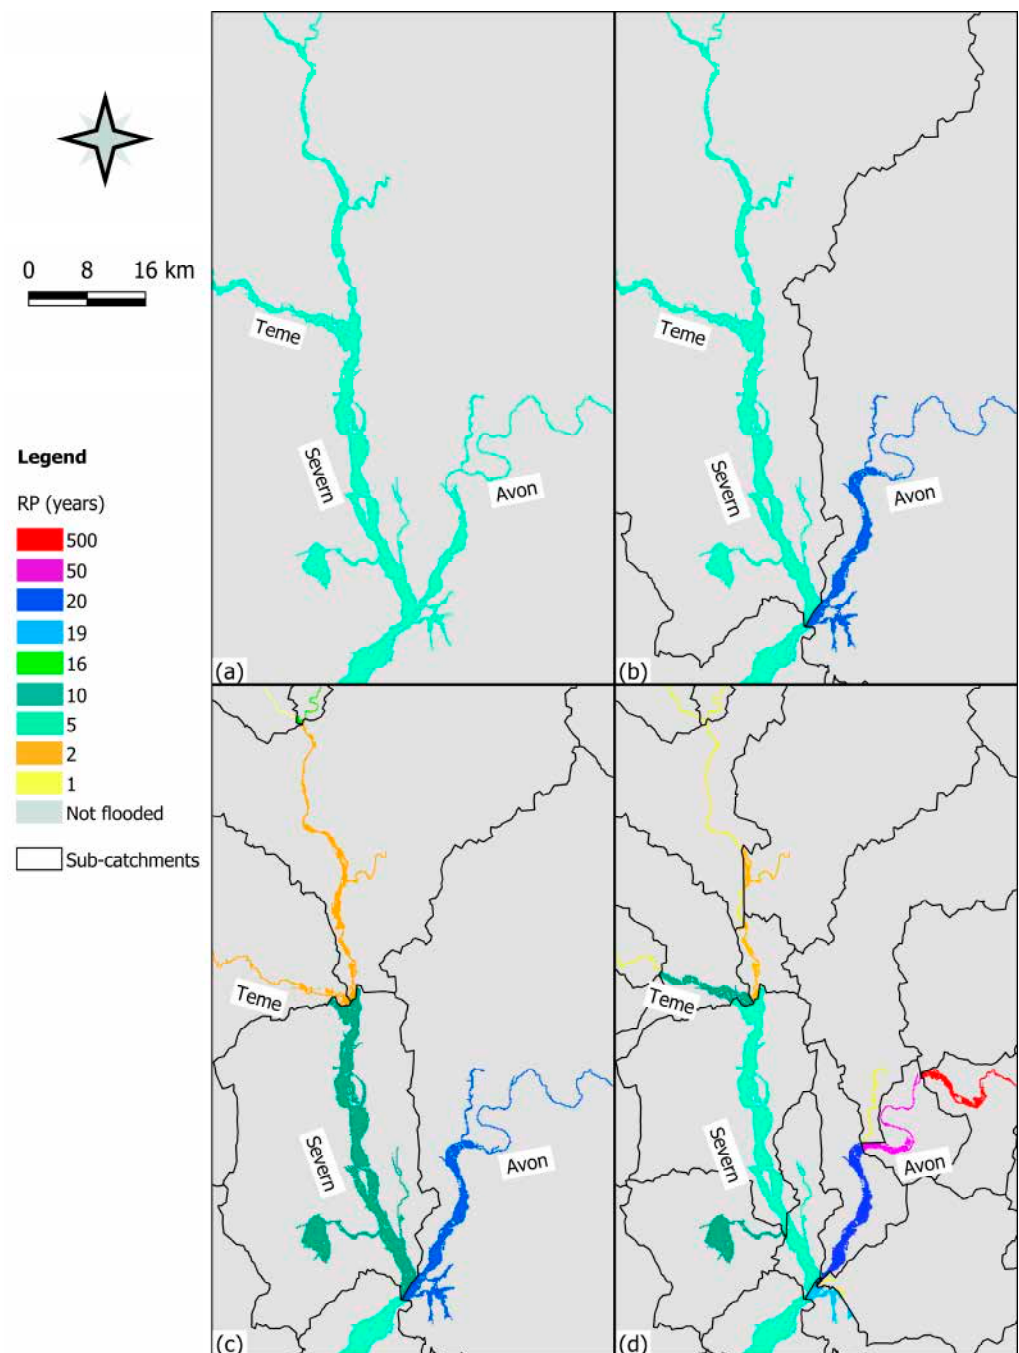 0 8 16 km
Legend
RP (years)
500
50
20
19
16
10
5
2
1
Not flooded
Sub-catchments
Teme
Severn
Avon
(a)
Teme
Severn
Avon
(b)
Teme
Severn
Avon
(c)
Teme
Severn
Avon
(d)